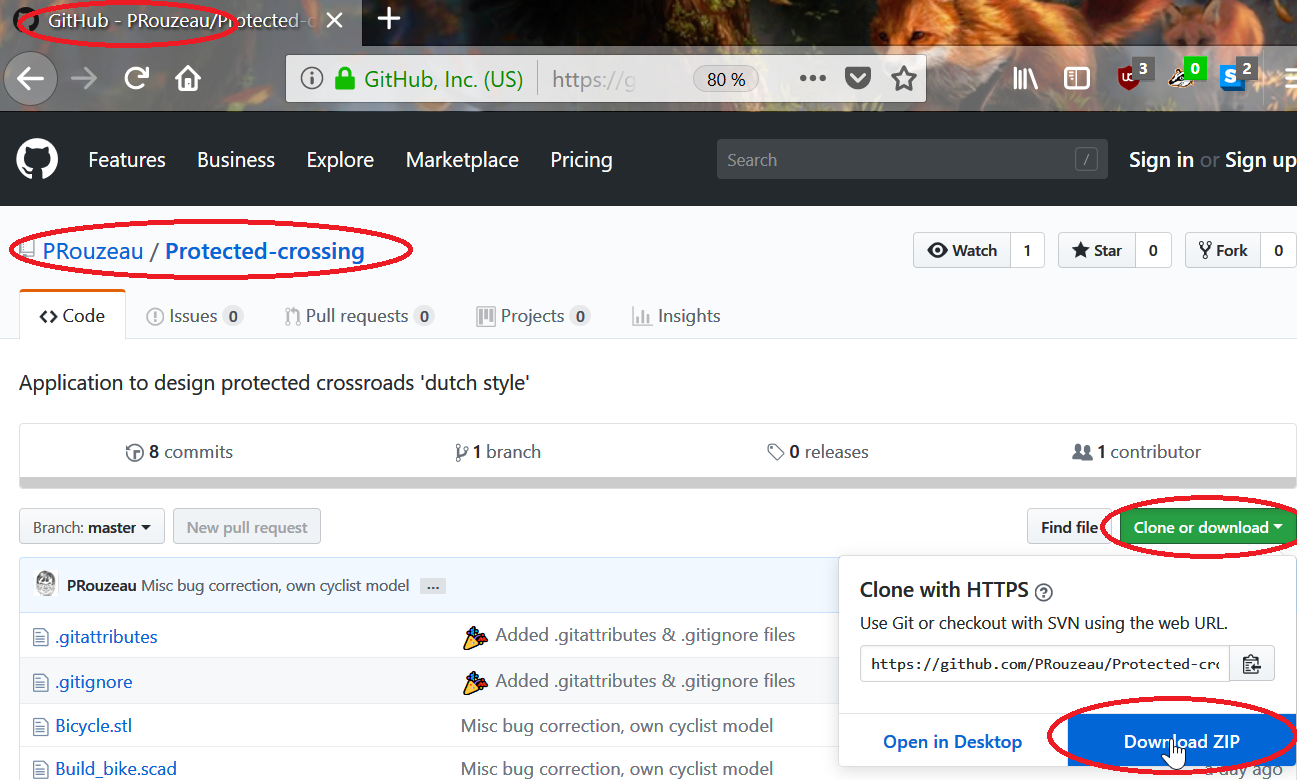 GitHub - PRouzeau/Protected-c
GitHub, Inc. (US) https://g 80 % 3 0 2
Features Business Explore Marketplace Pricing Search / Sign in or Sign up
PRouzeau / Protected-crossing Watch 1 Star 0 Fork 0
Code Issues 0 Pull requests 0 Projects 0 Insights
Application to design protected crossroads 'dutch style'
8 commits 1 branch 0 releases 1 contributor
Branch: master New pull request Find file Clone or download
PRouzeau Misc bug correction, own cyclist model ...
.gitattributes Added .gitattributes & .gitignore files
.gitignore Added .gitattributes & .gitignore files
Bicycle.stl Misc bug correction, own cyclist model
Build_bike.scad Misc bug correction, own cyclist model
Clone with HTTPS ?
Use Git or checkout with SVN using the web URL.
https://github.com/PRouzeau/Protected-cro
Open in Desktop Download ZIP
a day ago